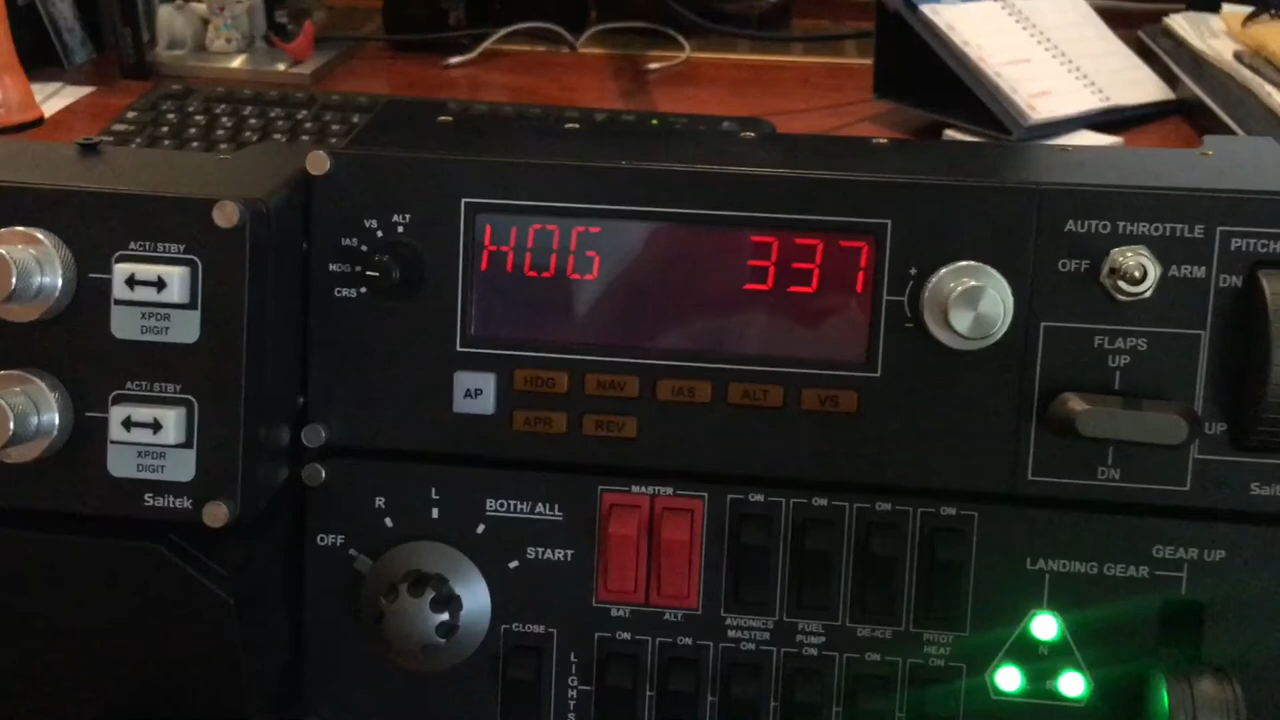 ACT/ STBY
XPDR
DIGIT
ACT/ STBY
XPDR
DIGIT
Saitek
ALT
VS
IAS
HDG
CRS
HOG 337
+
-
AP HDG NAV IAS ALT VS
APR REV
AUTO THROTTLE
OFF ARM
FLAPS
UP
DN
PITCH
DN
UP
OFF R L BOTH/ ALL START
MASTER
BAT. ALT.
ON ON ON ON
AVIONICS
MASTER
FUEL
PUMP
DE-ICE
PITOT
HEAT
CLOSE
LIGHTS
ON ON ON ON ON ON
LANDING GEAR
GEAR UP
N